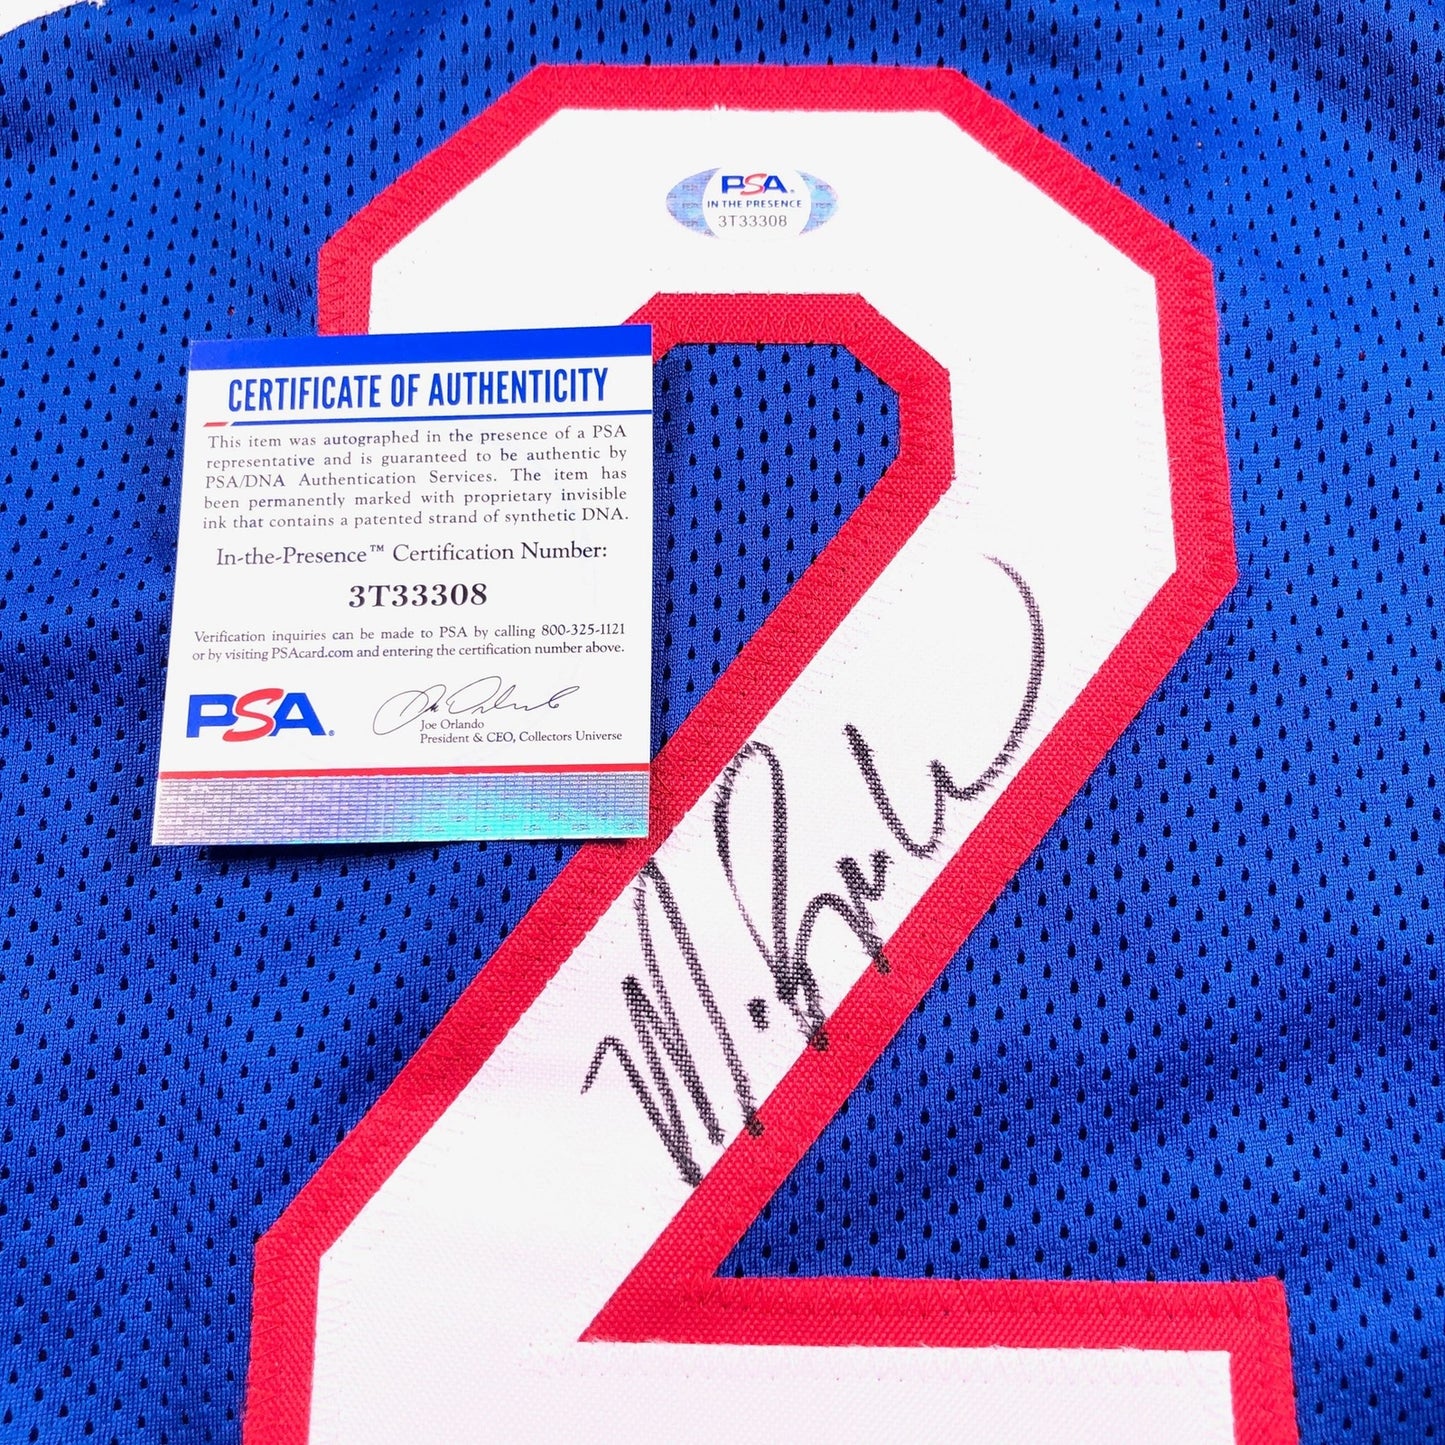 PSA
IN THE PRESENCE
3T33308
CERTIFICATE OF AUTHENTICITY
This item was autographed in the presence of a PSA
representative and is guaranteed to be authentic by
PSA/DNA Authentication Services. The item has
been permanently marked with proprietary invisible
ink that contains a patented strand of synthetic DNA.
In-the-Presence™ Certification Number:
3T33308
Verification inquiries can be made to PSA by calling 800-325-1121
or by visiting PSAcard.com and entering the certification number above.
PSA
Joe Orlando
President & CEO, Collectors Universe
2